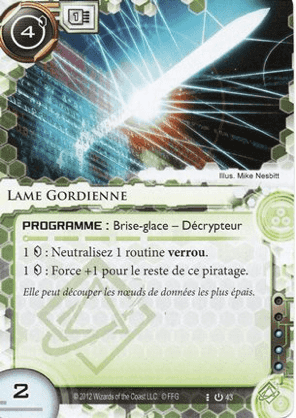 4
1
Illus. Mike Nesbitt
LAME GORDIENNE
PROGRAMME : Brise-glace – Décrypteur
1 : Neutralisez 1 routine verrou.
1 : Force +1 pour le reste de ce piratage.
Elle peut découper les nœuds de données les plus épais.
2
© 2012 Wizards of the Coast LLC. © FFG
43